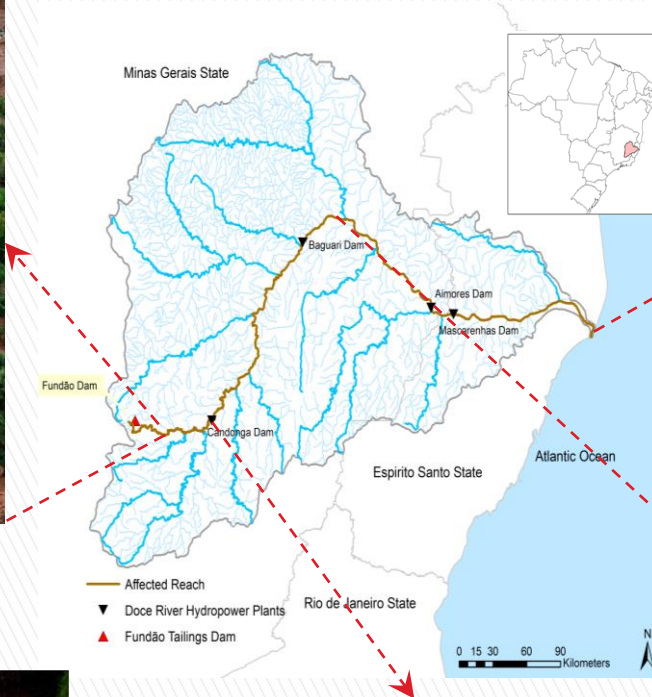 Minas Gerais State
Baguari Dam
Aimores Dam
Mascarenhas Dam
Fundão Dam
Candonga Dam
Atlantic Ocean
Espirito Santo State
Affected Reach
Doce River Hydropower Plants
Rio de Janeiro State
Fundão Tailings Dam
0 15 30 60 90
Kilometers
N